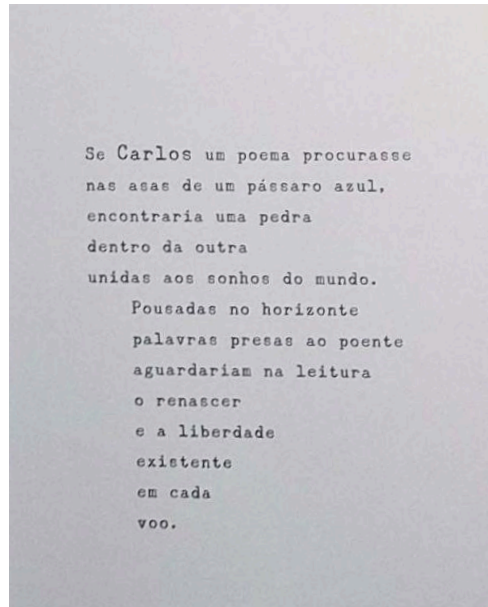 Se Carlos um poema procurasse
nas asas de um pássaro azul,
encontraria uma pedra
dentro da outra
unidas aos sonhos do mundo.
Pousadas no horizonte
palavras presas ao poente
aguardariam na leitura
o renascer
e a liberdade
existente
em cada
voo.